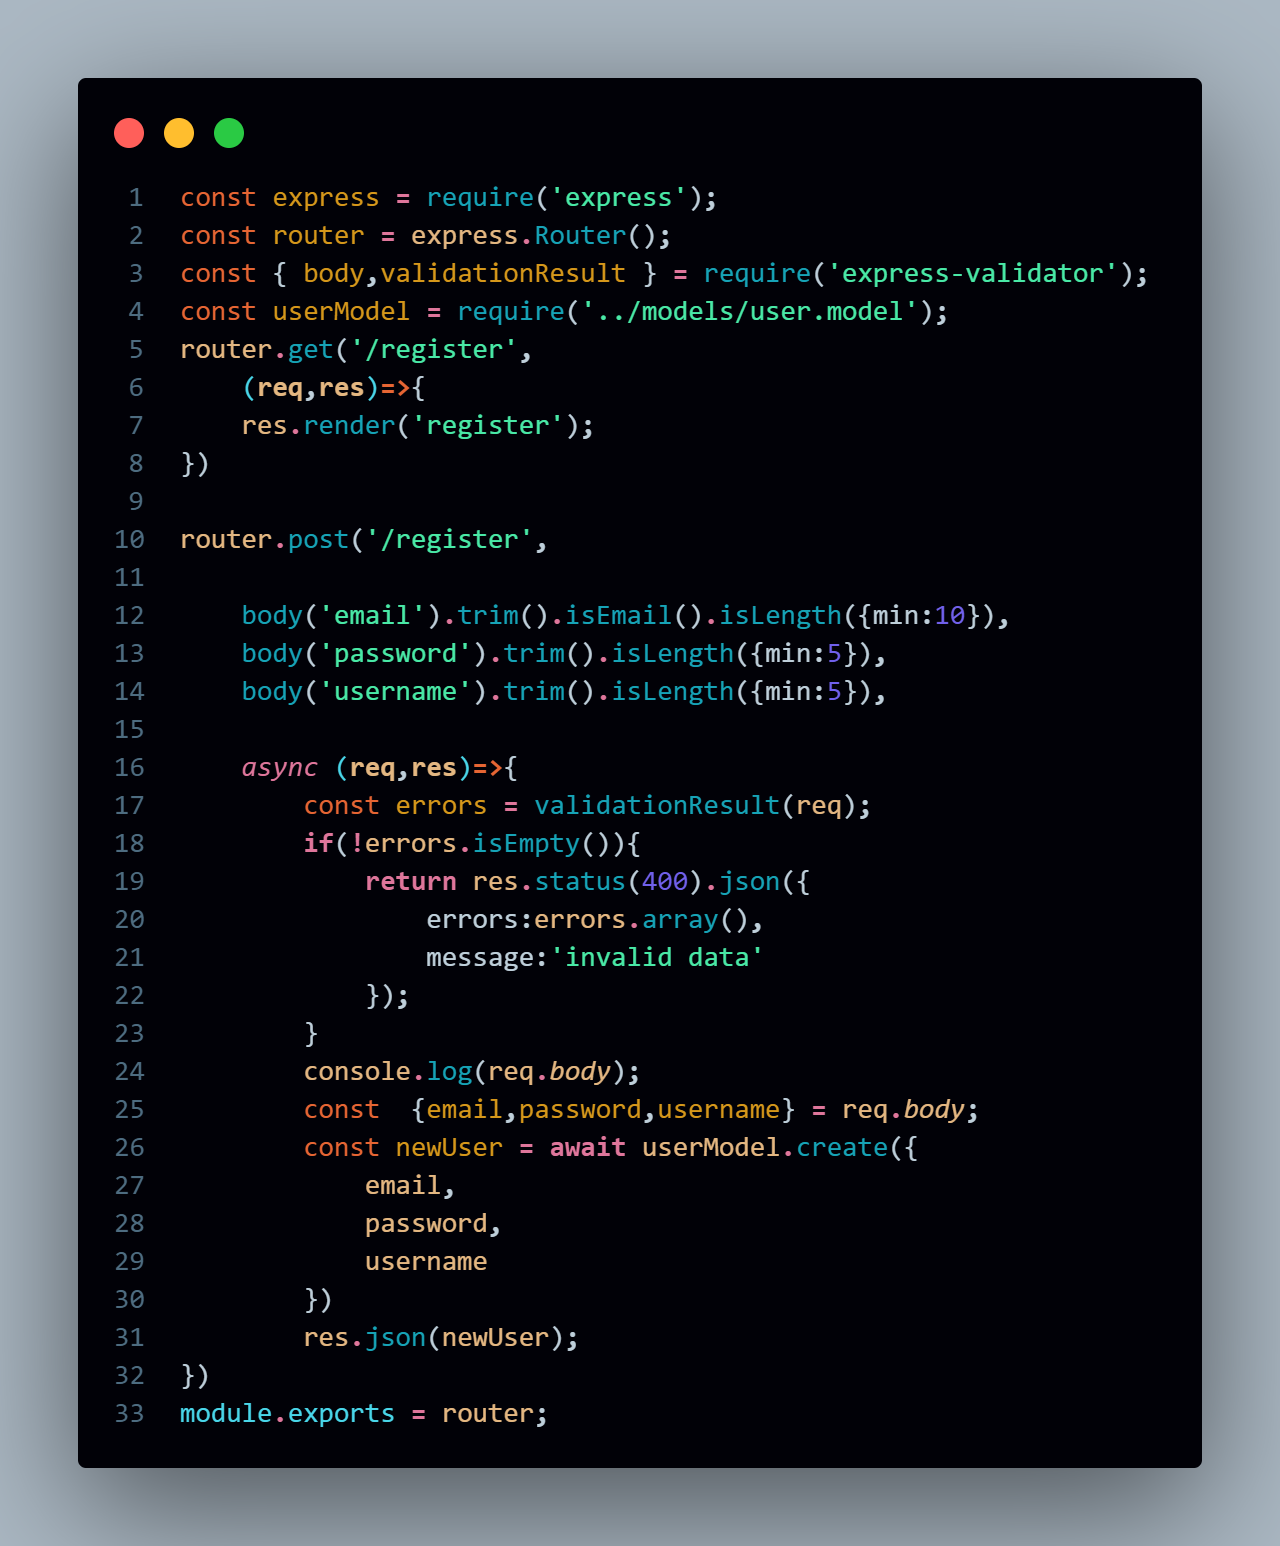 1 const express = require('express');
2 const router = express.Router();
3 const { body,validationResult } = require('express-validator');
4 const userModel = require('../models/user.model');
5 router.get('/register',
6     (req,res)=>{
7     res.render('register');
8 })
9
10 router.post('/register',
11
12     body('email').trim().isEmail().isLength({min:10}),
13     body('password').trim().isLength({min:5}),
14     body('username').trim().isLength({min:5}),
15
16     async (req,res)=>{
17         const errors = validationResult(req);
18         if(!errors.isEmpty()){
19             return res.status(400).json({
20                 errors:errors.array(),
21                 message:'invalid data'
22             });
23         }
24         console.log(req.body);
25         const  {email,password,username} = req.body;
26         const newUser = await userModel.create({
27             email,
28             password,
29             username
30         })
31         res.json(newUser);
32 })
33 module.exports = router;